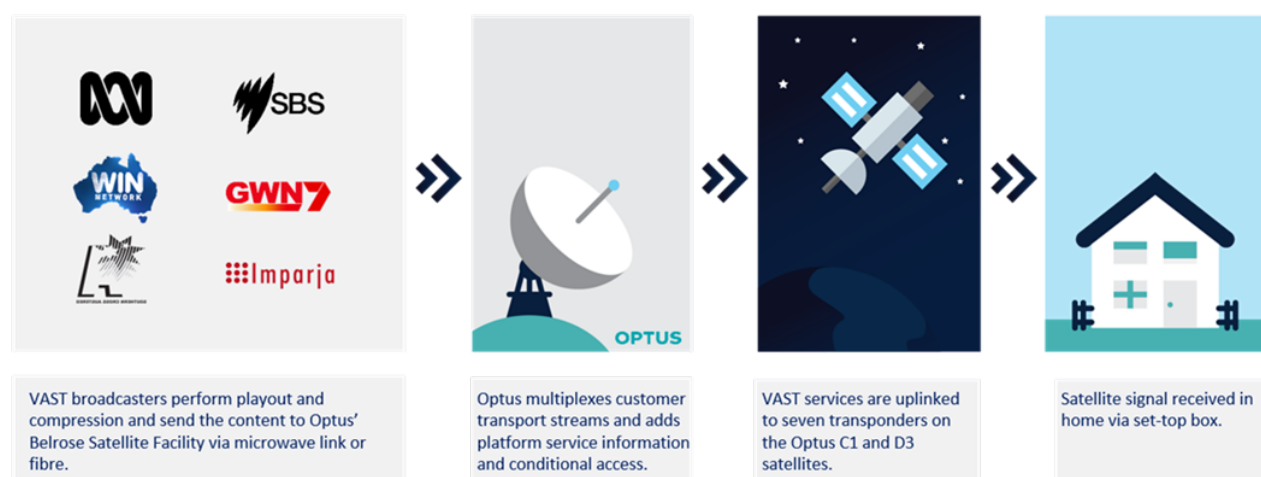 SBS
WIN
NETWORK
GWN7
Imparja
OPTUS
VAST broadcasters perform playout and
compression and send the content to Optus'
Belrose Satellite Facility via microwave link or
fibre.
Optus multiplexes customer
transport streams and adds
platform service information
and conditional access.
VAST services are uplinked
to seven transponders on
the Optus C1 and D3
satellites.
Satellite signal received in
home via set-top box.